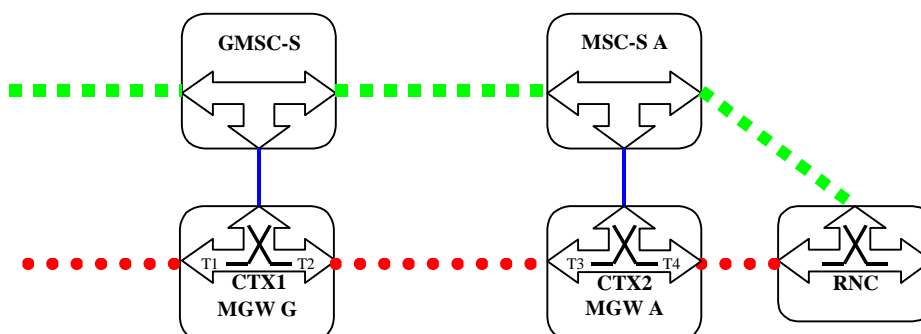 GMSC-S
MSC-S A
T1
T2
CTX1
MGW G
T3
T4
CTX2
MGW A
RNC